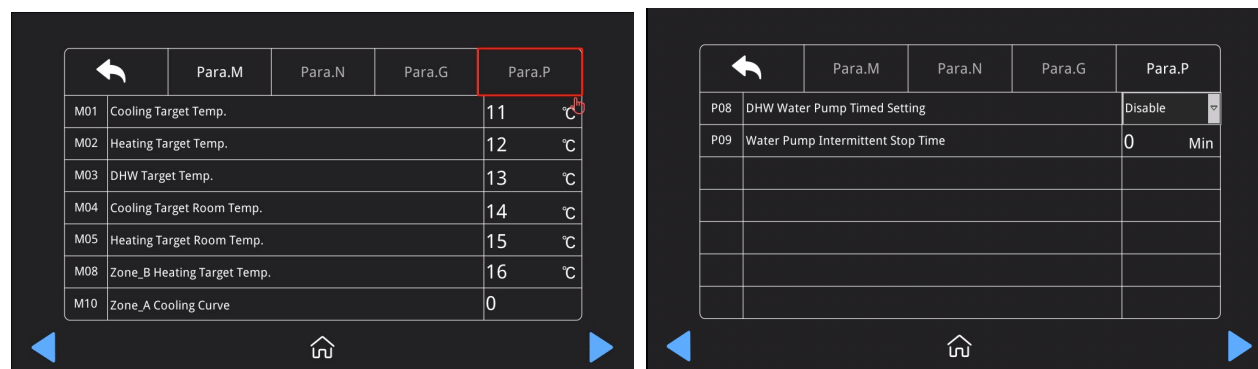 Para.M Para.N Para.G Para.P
M01 Cooling Target Temp. 11 ℃
M02 Heating Target Temp. 12 ℃
M03 DHW Target Temp. 13 ℃
M04 Cooling Target Room Temp. 14 ℃
M05 Heating Target Room Temp. 15 ℃
M08 Zone_B Heating Target Temp. 16 ℃
M10 Zone_A Cooling Curve 0
Para.M Para.N Para.G Para.P
P08 DHW Water Pump Timed Setting Disable
P09 Water Pump Intermittent Stop Time 0 Min